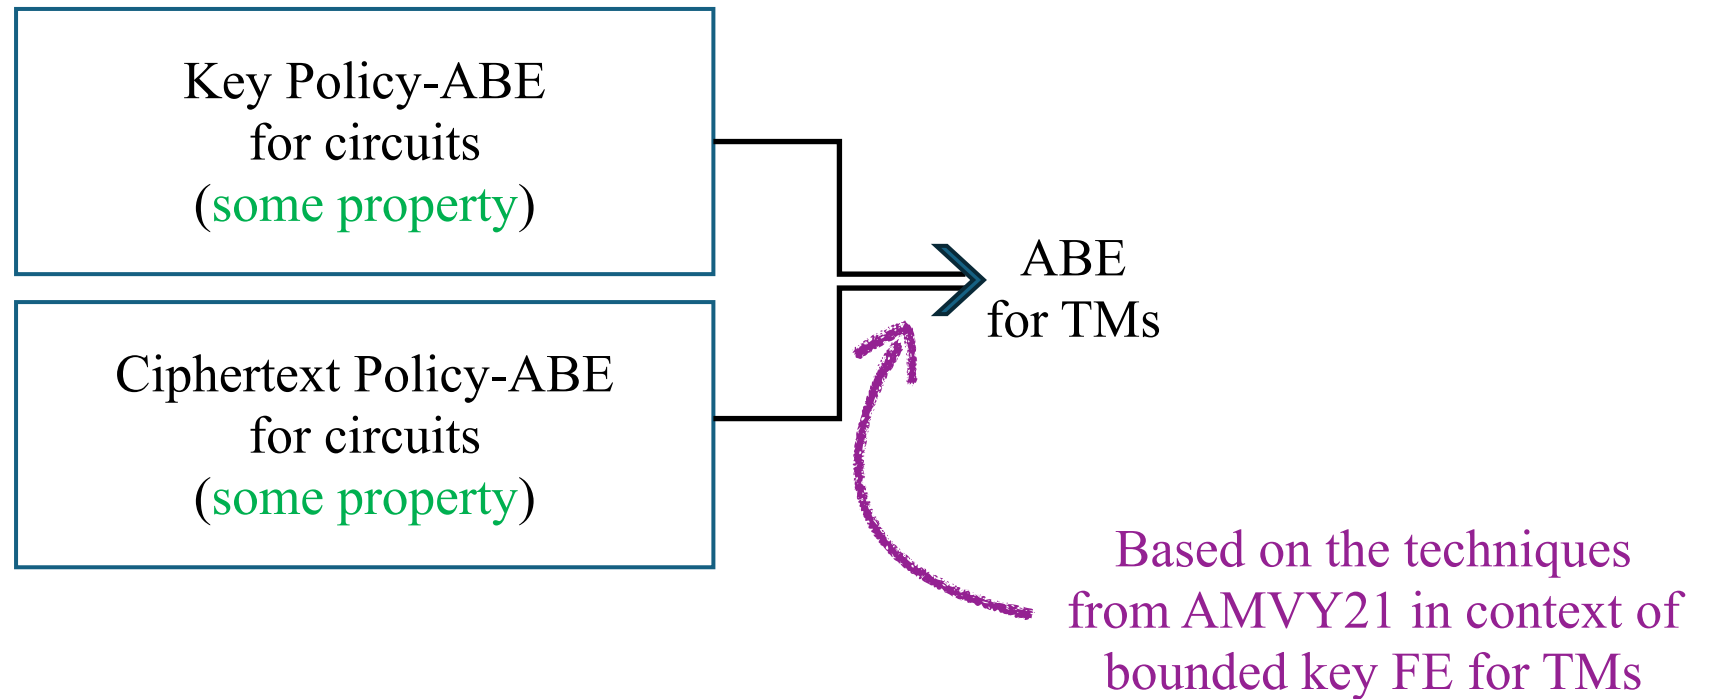 Key Policy-ABE
for circuits
(some property)
Ciphertext Policy-ABE
for circuits
(some property)
ABE
for TMs
Based on the techniques
from AMVY21 in context of
bounded key FE for TMs